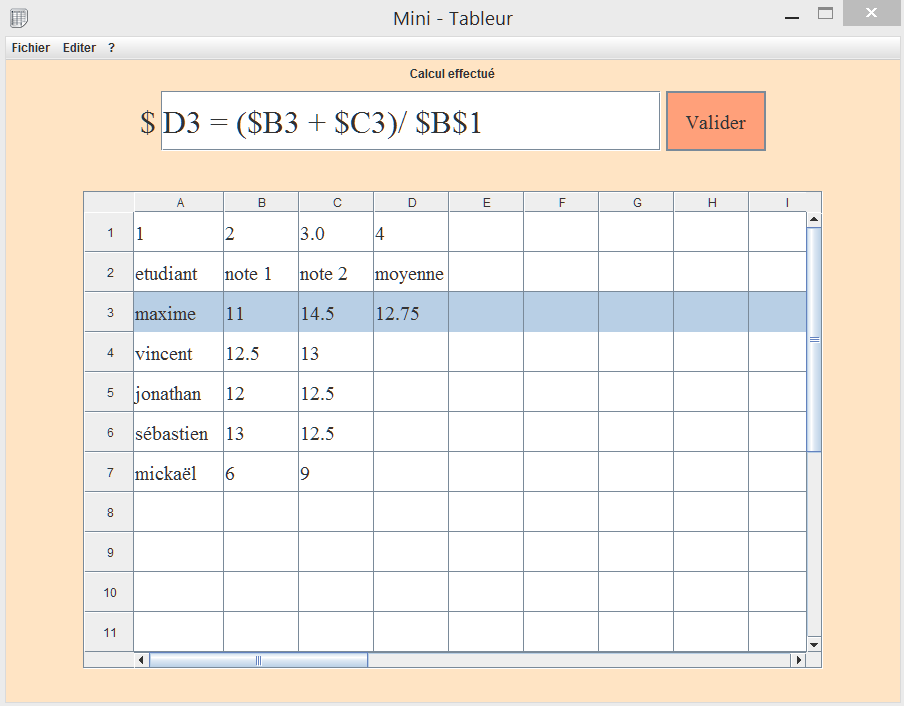 Mini - Tableur
Fichier Editer ?
Calcul effectué
$ D3 = ($B3 + $C3)/ $B$1 Valider
A B C D E F G H I
1 1 2 3.0 4
2 etudiant note 1 note 2 moyenne
3 maxime 11 14.5 12.75
4 vincent 12.5 13
5 jonathan 12 12.5
6 sébastien 13 12.5
7 mickaël 6 9
8
9
10
11